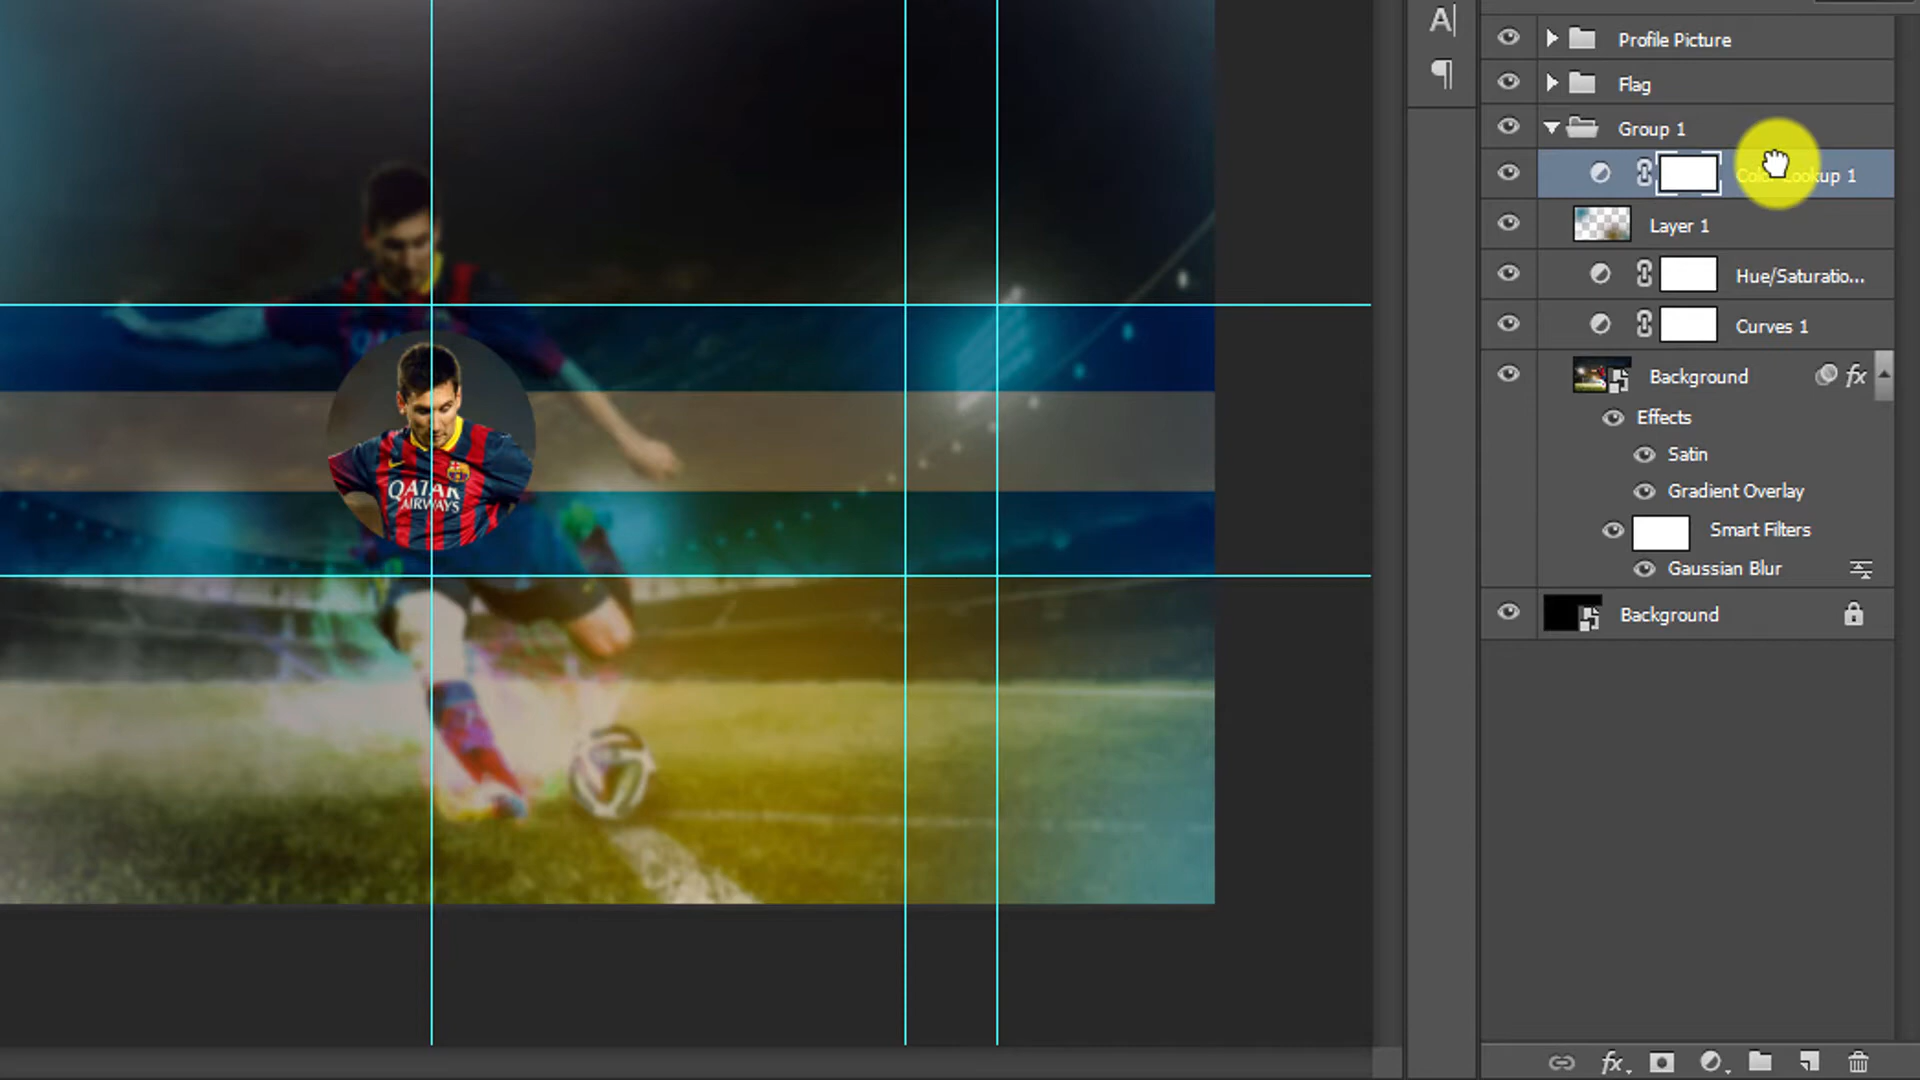 A
¶
Profile Picture
Flag
Group 1
Color Lookup 1
Layer 1
Hue/Saturatio...
Curves 1
Background
fx
Effects
Satin
Gradient Overlay
Smart Filters
Gaussian Blur
Background
QATAR
AIRWAYS
fx